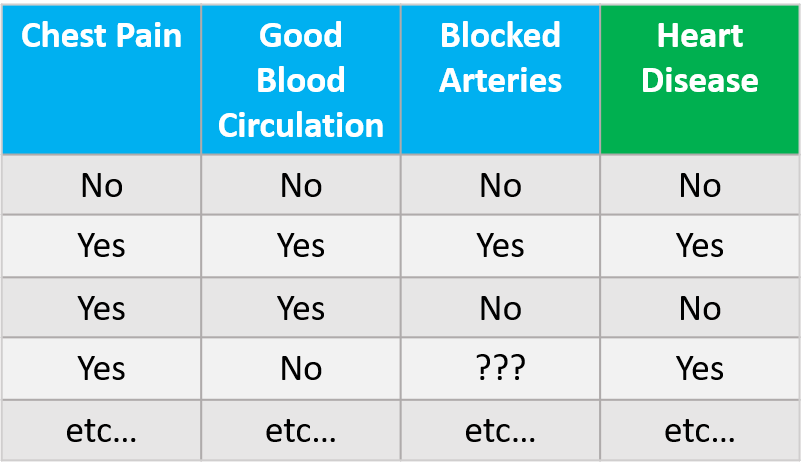 Chest Pain Good Blood Circulation Blocked Arteries Heart Disease
No No No No
Yes Yes Yes Yes
Yes Yes No No
Yes No ??? Yes
etc... etc... etc... etc...